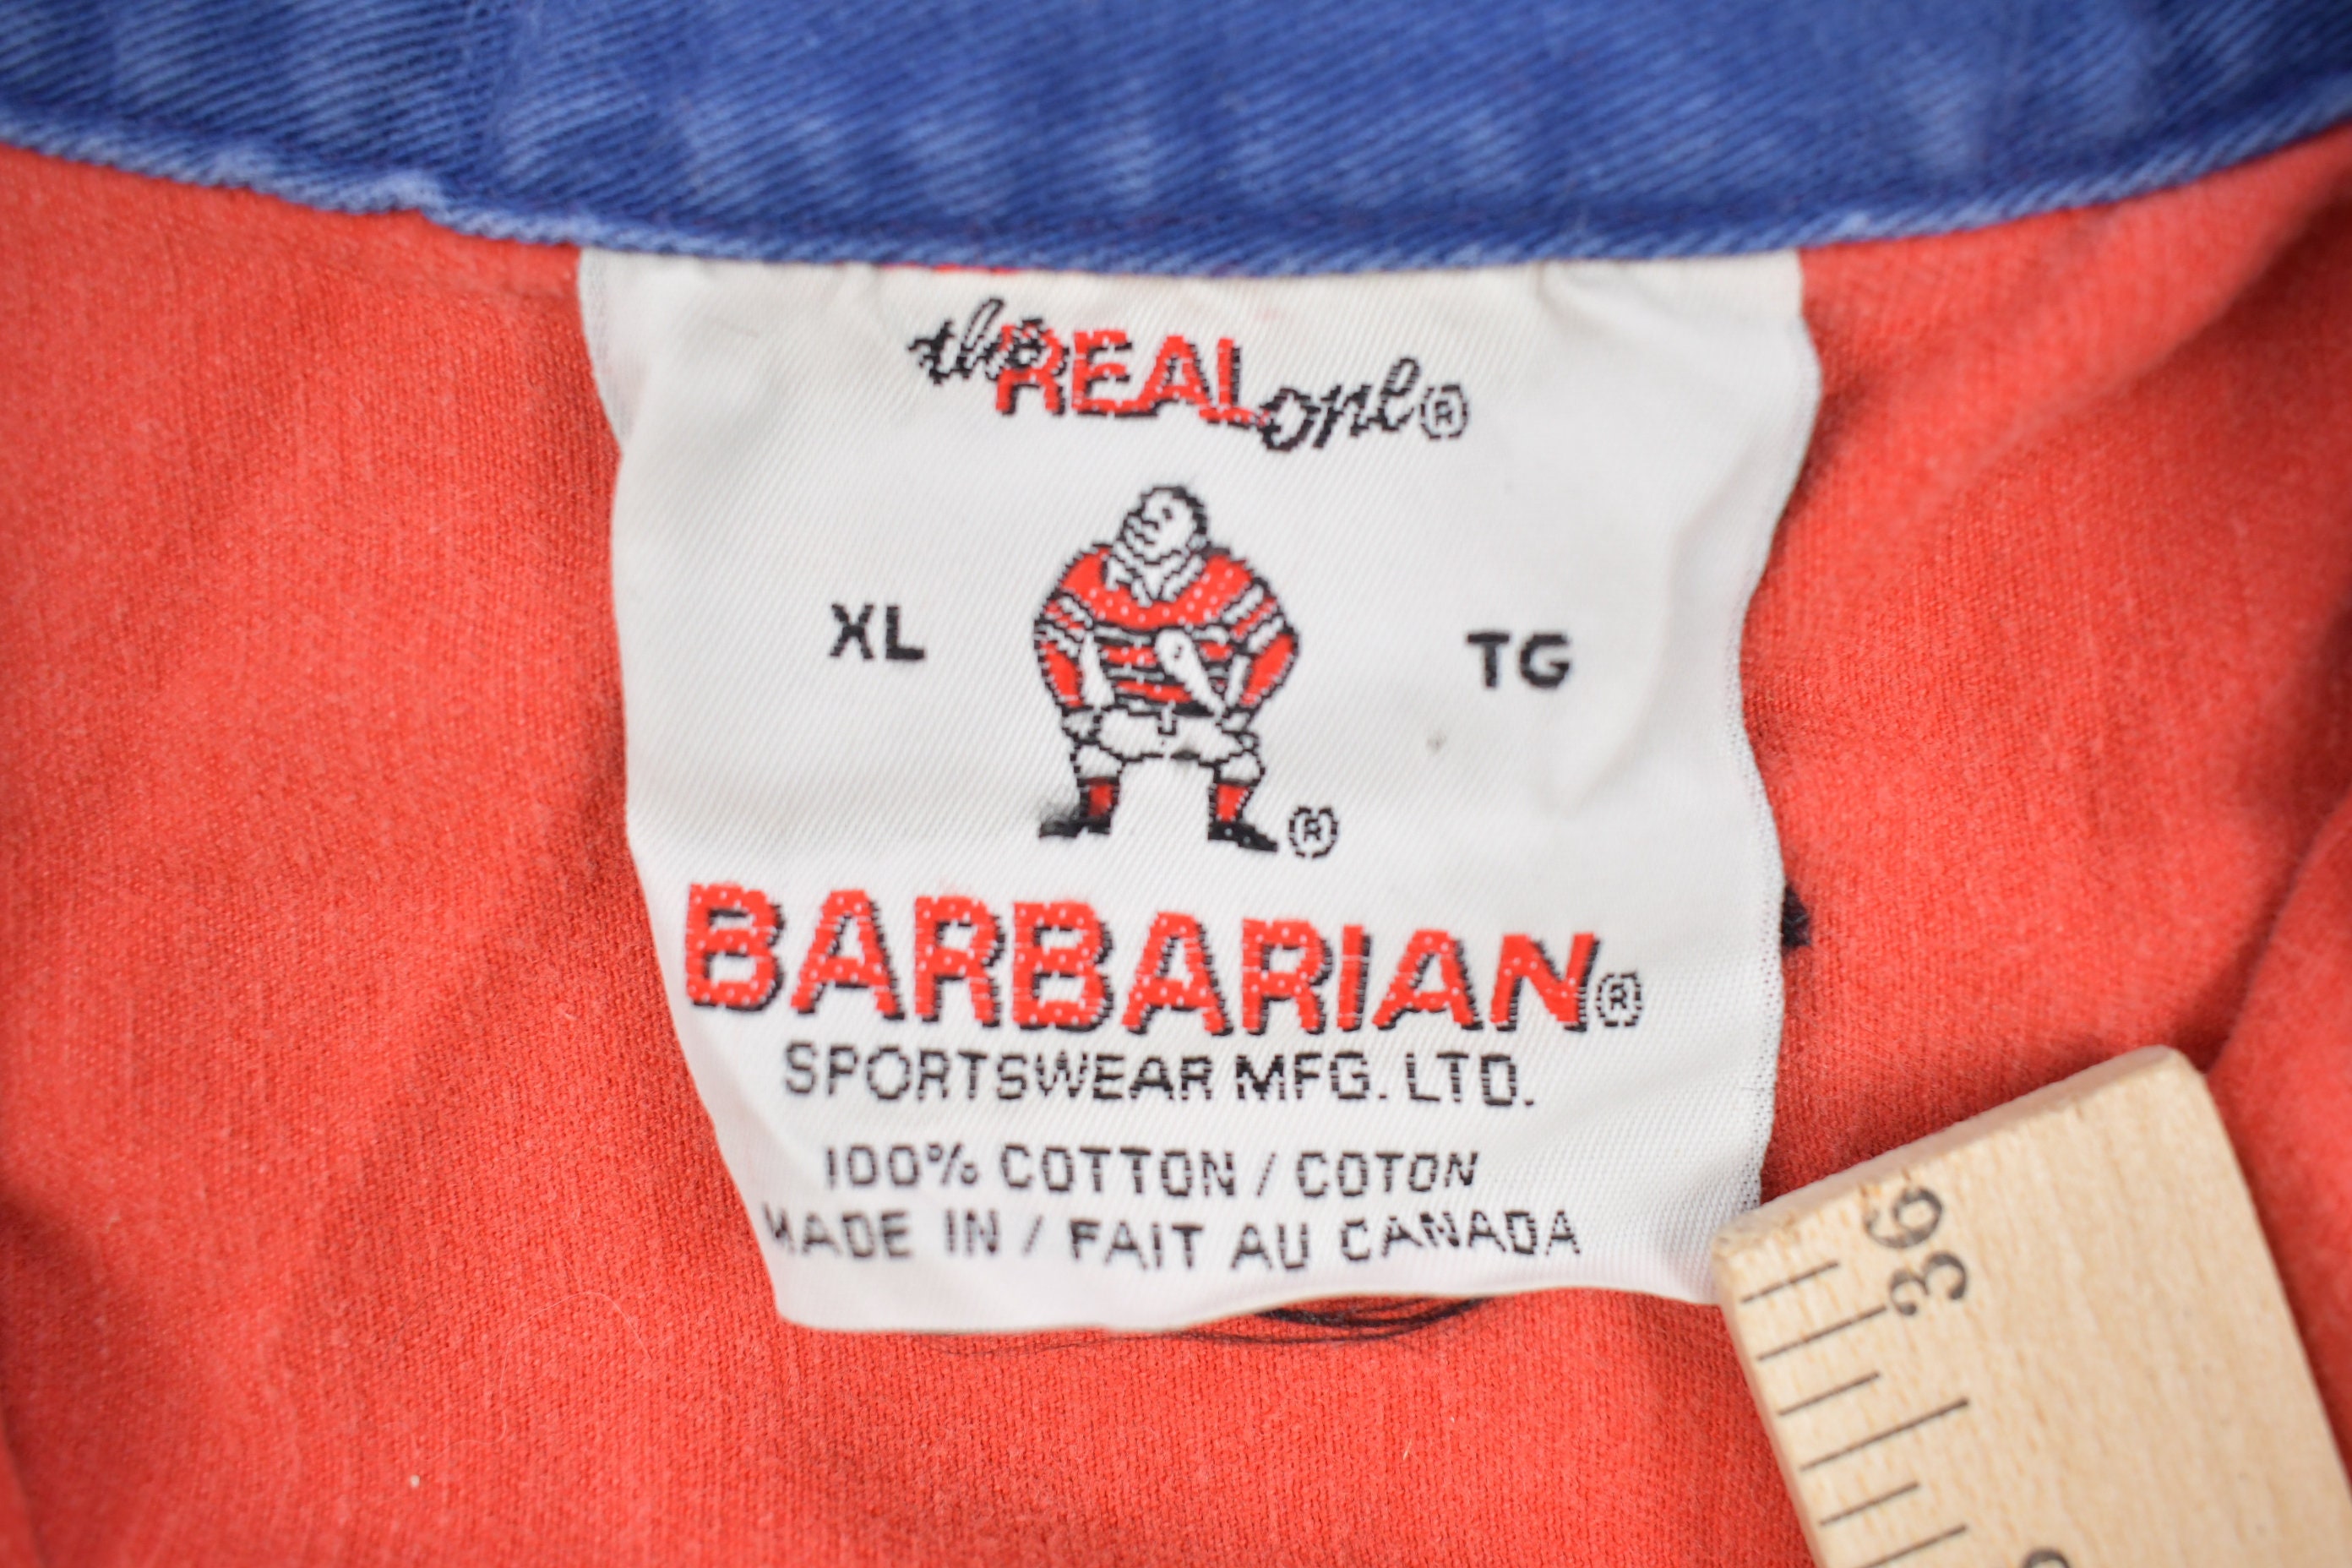 the REAL one®
XL TG
®
BARBARIAN®
SPORTSWEAR MFG. LTD.
100% COTTON / COTON
MADE IN / FAIT AU CANADA
36